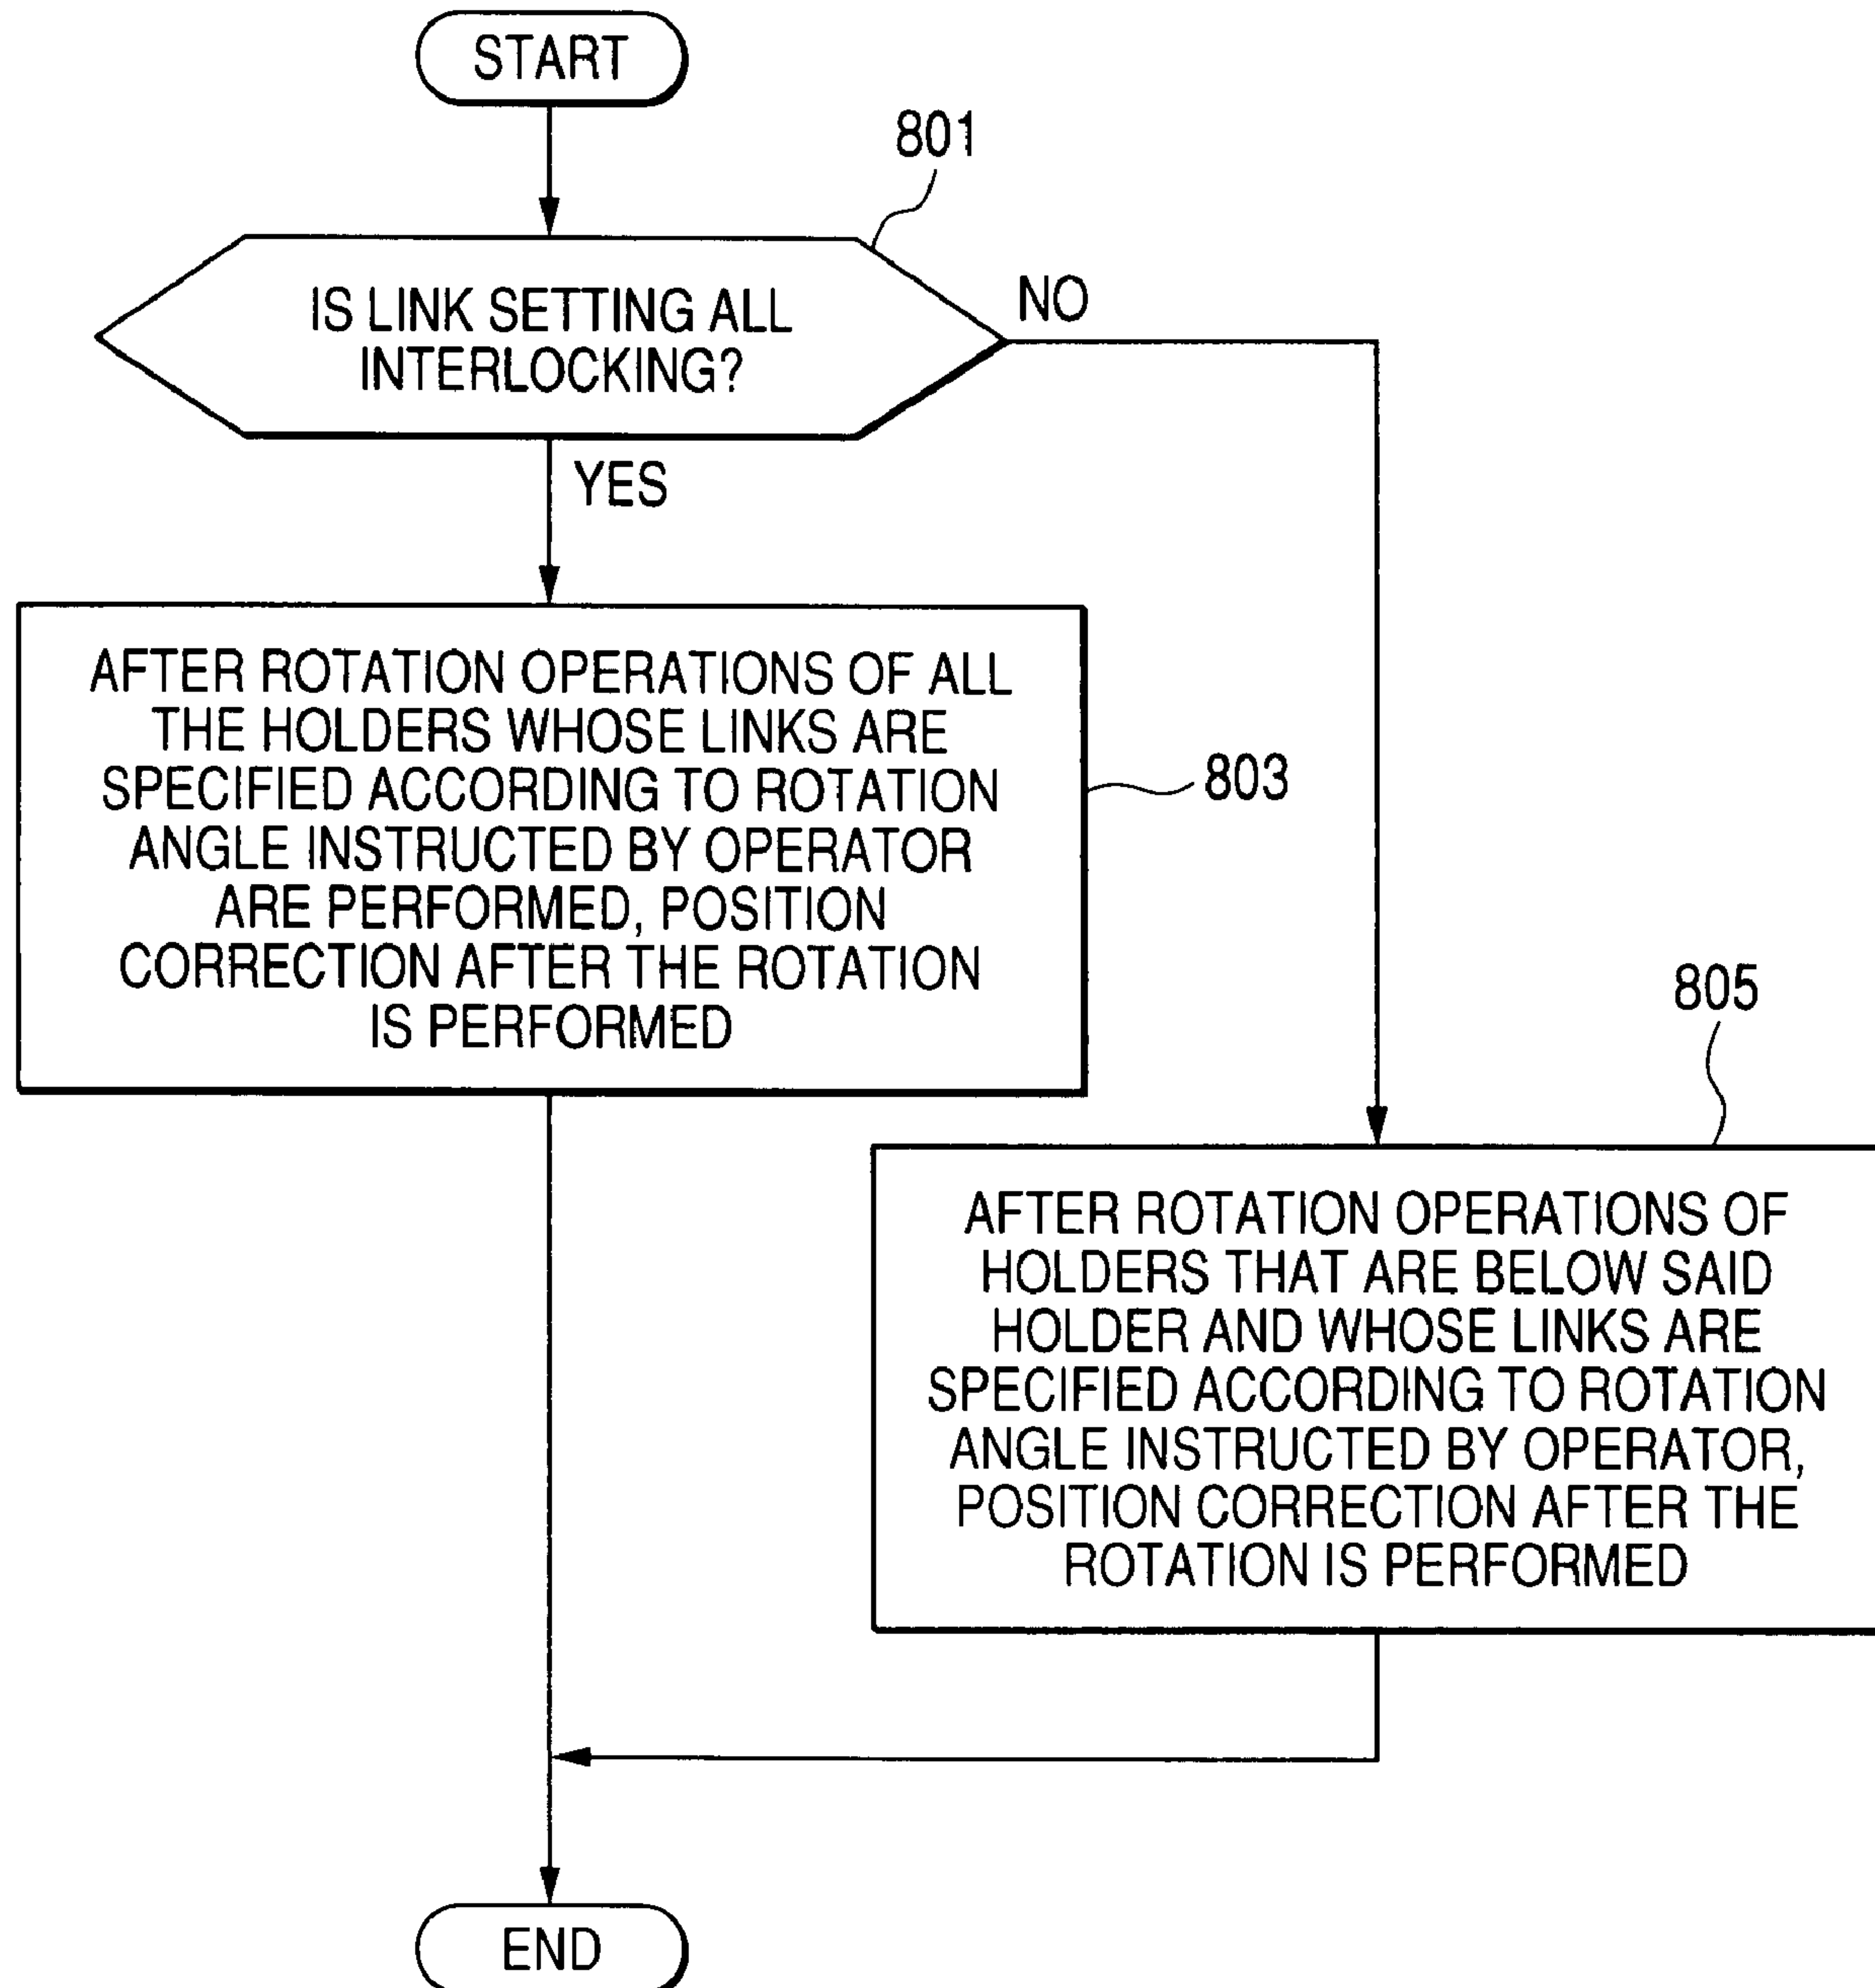 START
801
IS LINK SETTING ALL
INTERLOCKING?
NO
YES
AFTER ROTATION OPERATIONS OF ALL
THE HOLDERS WHOSE LINKS ARE
SPECIFIED ACCORDING TO ROTATION
ANGLE INSTRUCTED BY OPERATOR
ARE PERFORMED, POSITION
CORRECTION AFTER THE ROTATION
IS PERFORMED
803
805
AFTER ROTATION OPERATIONS OF
HOLDERS THAT ARE BELOW SAID
HOLDER AND WHOSE LINKS ARE
SPECIFIED ACCORDING TO ROTATION
ANGLE INSTRUCTED BY OPERATOR,
POSITION CORRECTION AFTER THE
ROTATION IS PERFORMED
END